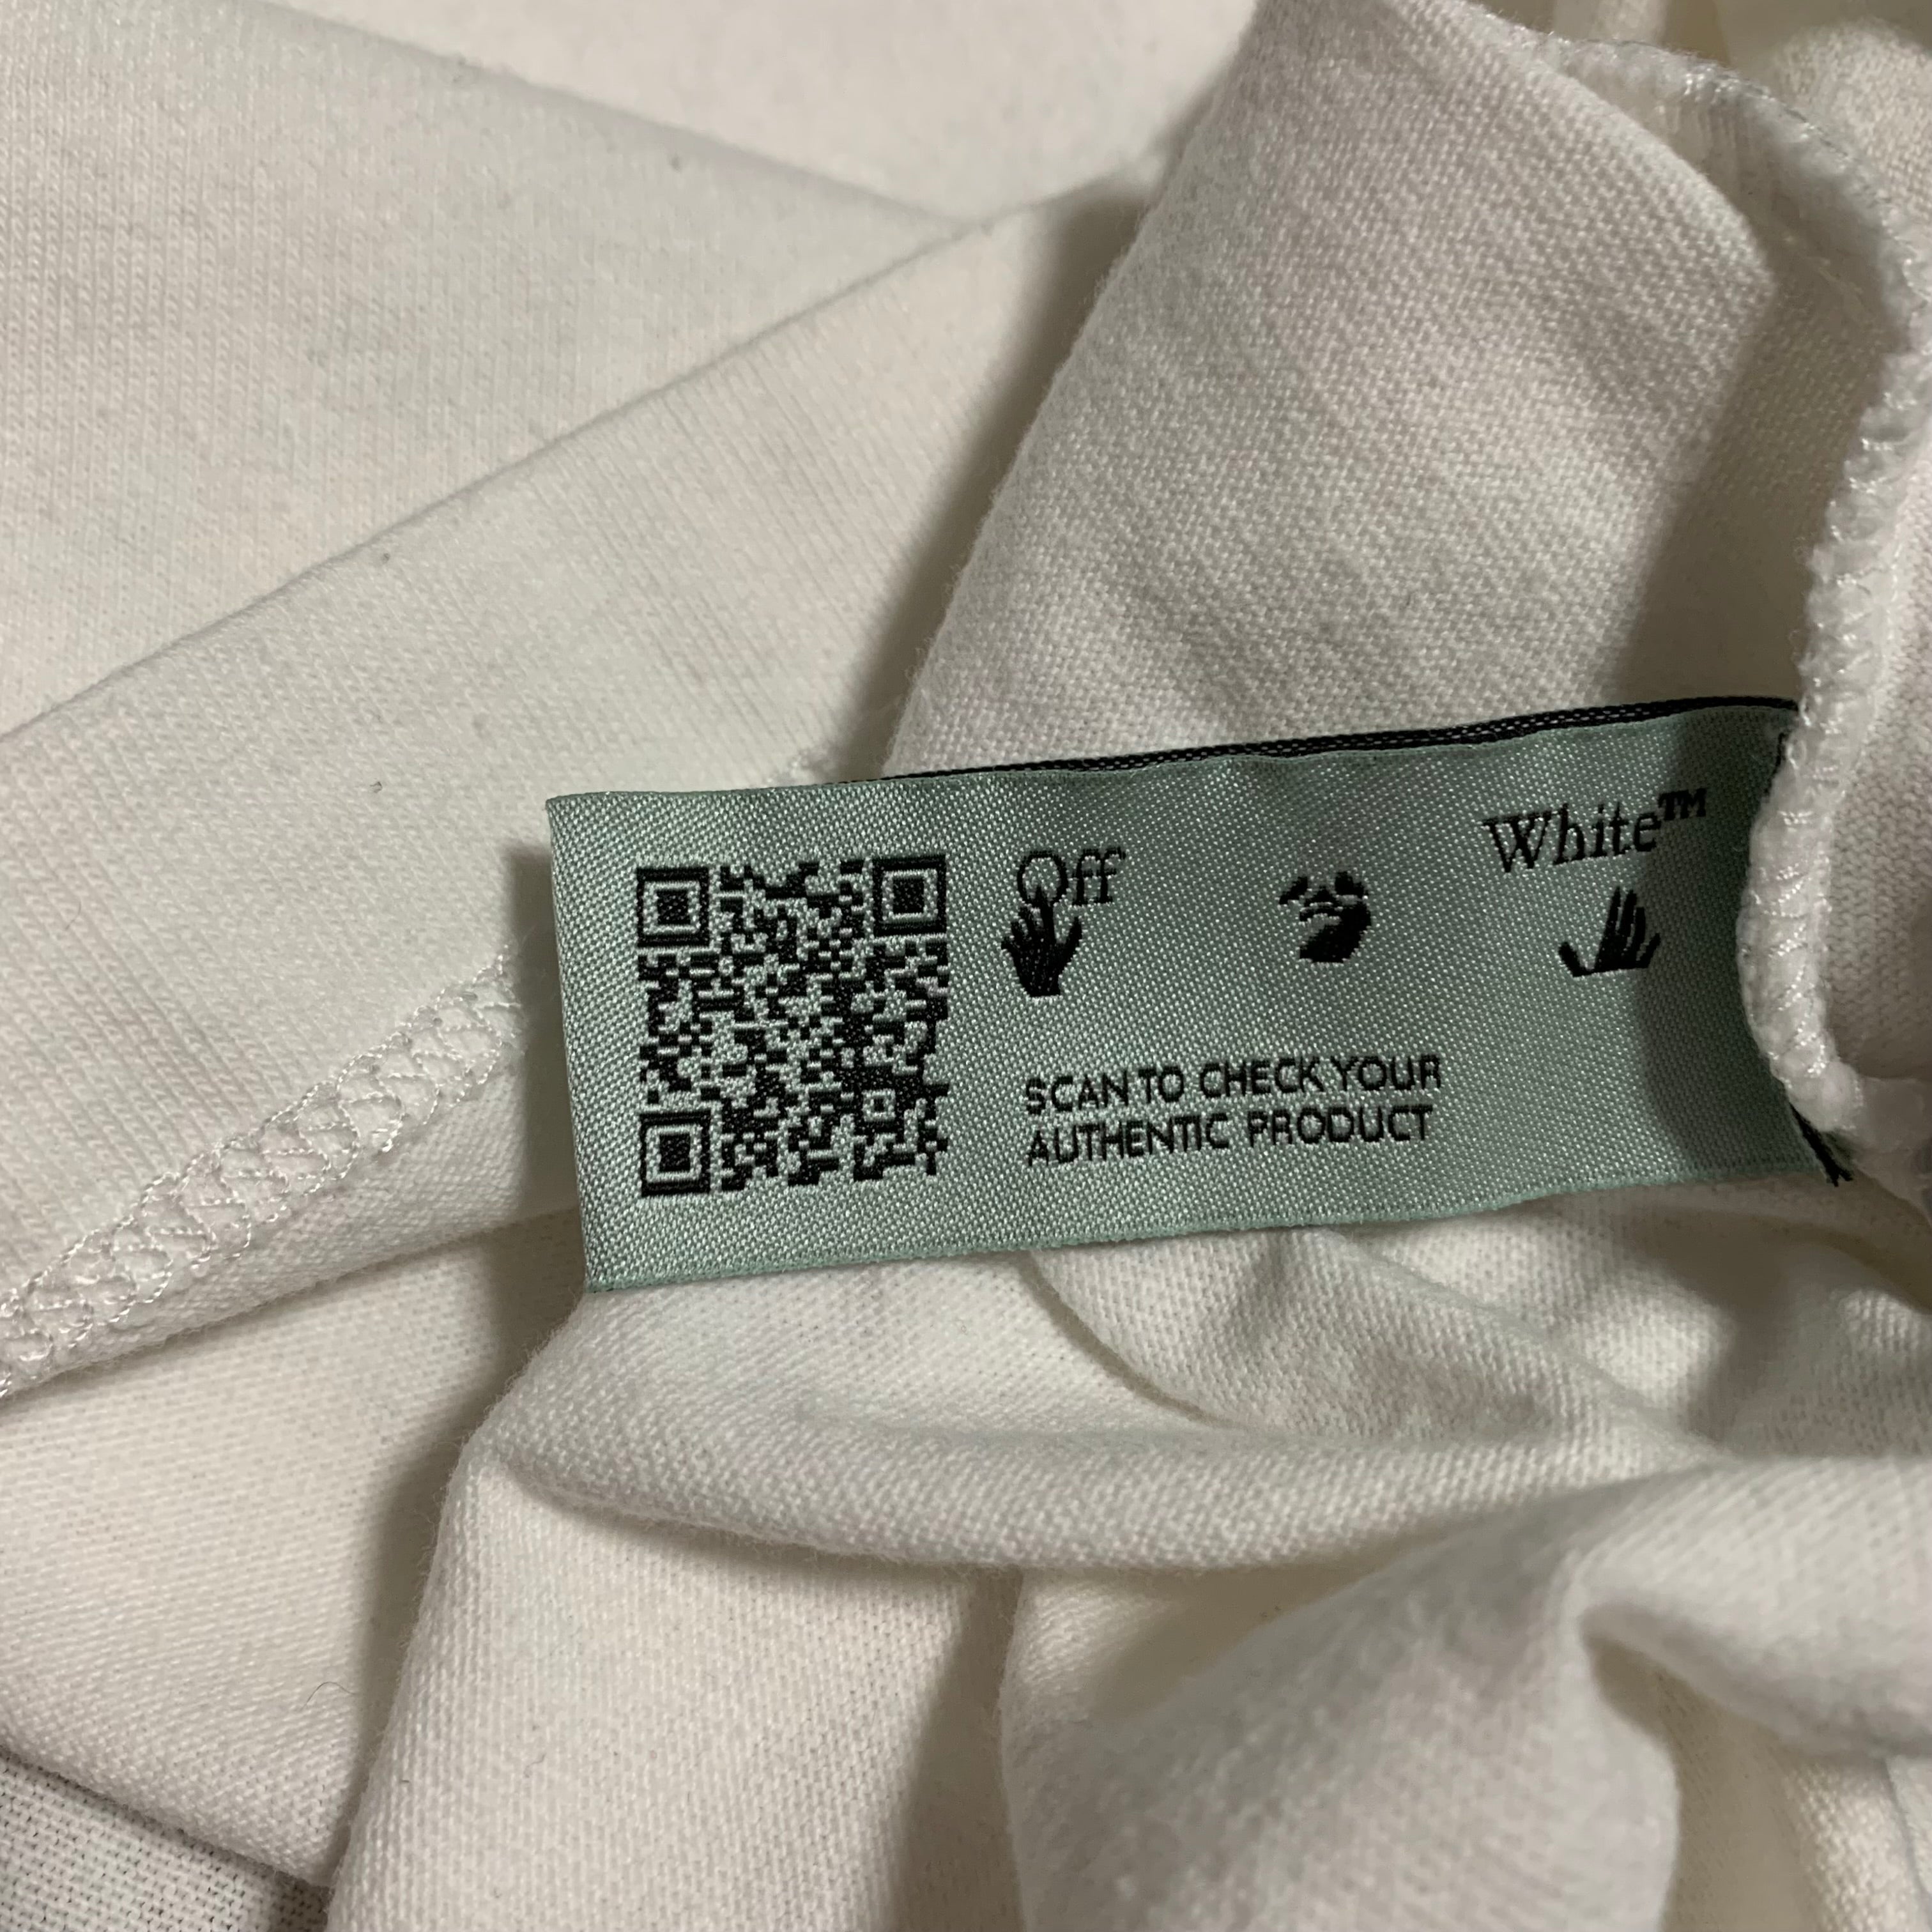 Off White™
SCAN TO CHECK YOUR
AUTHENTIC PRODUCT